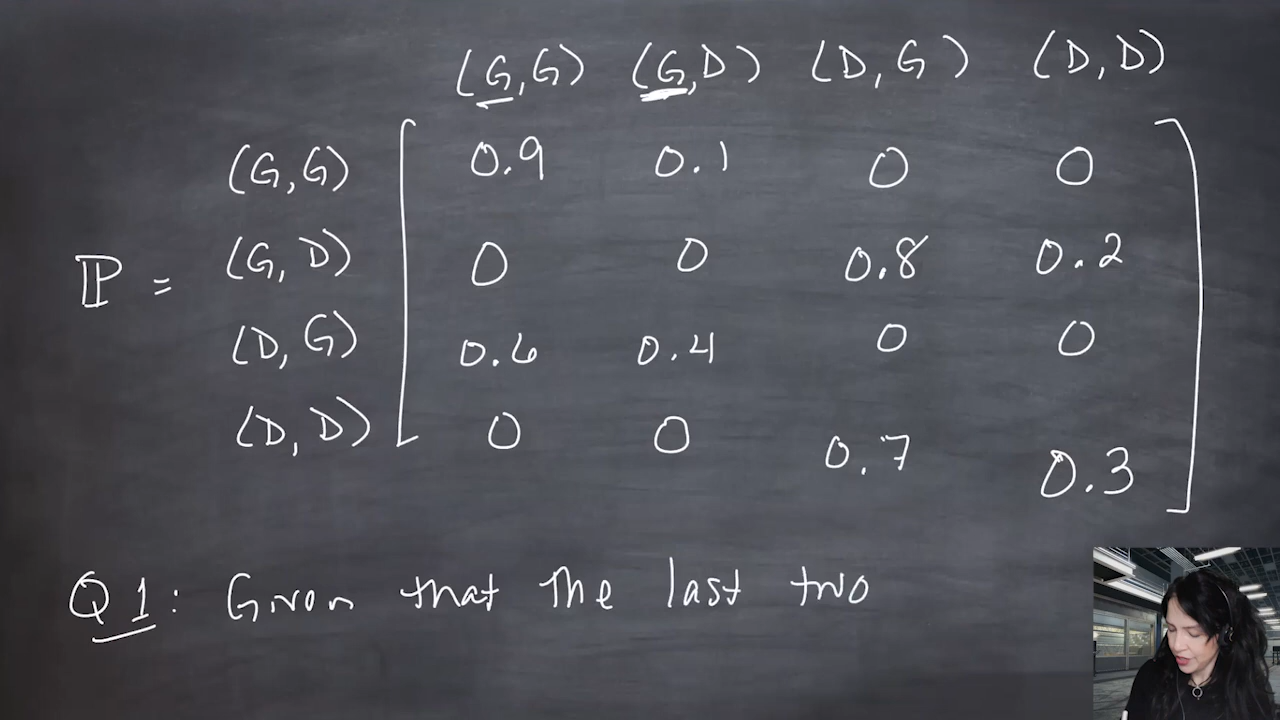 (G,G) (G,D) (D,G) (D,D)
(G,G) 0.9 0.1 0 0
ℙ = (G,D) 0 0 0.8 0.2
(D,G) 0.6 0.4 0 0
(D,D) 0 0 0.7 0.3
Q1: Given that the last two